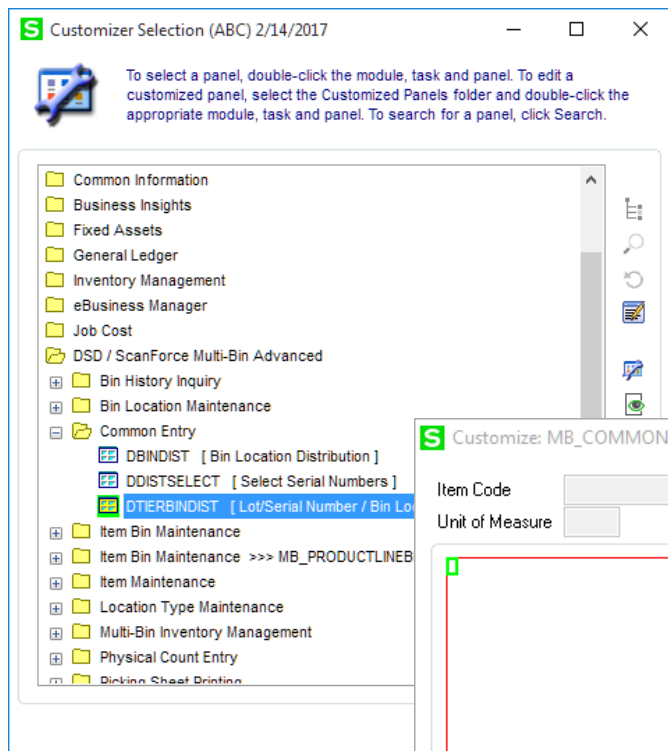 S Customizer Selection (ABC) 2/14/2017
To select a panel, double-click the module, task and panel. To edit a
customized panel, select the Customized Panels folder and double-click the
appropriate module, task and panel. To search for a panel, click Search.
Common Information
Business Insights
Fixed Assets
General Ledger
Inventory Management
eBusiness Manager
Job Cost
DSD / ScanForce Multi-Bin Advanced
Bin History Inquiry
Bin Location Maintenance
Common Entry
DBINDIST [ Bin Location Distribution ]
DDISTSELECT [ Select Serial Numbers ]
DTIERBINDIST [ Lot/Serial Number / Bin Lo
Item Bin Maintenance
Item Bin Maintenance >>> MB_PRODUCTLINEB
Item Maintenance
Location Type Maintenance
Multi-Bin Inventory Management
Physical Count Entry
Picking Sheet Printing
S Customize: MB_COMMON
Item Code
Unit of Measure